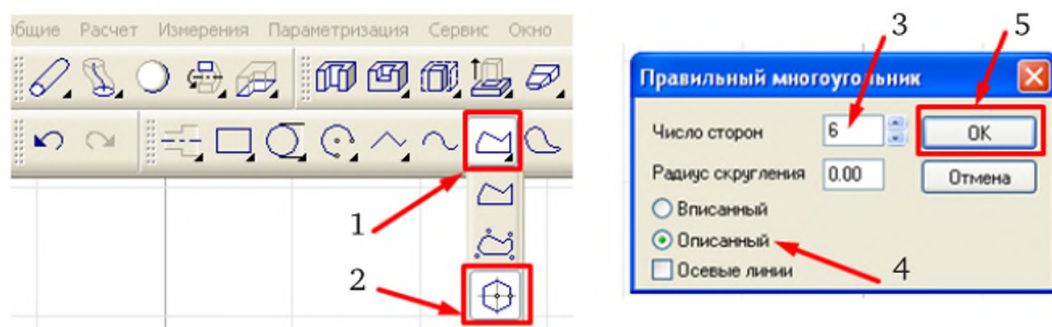 бщие Расчет Измерения Параметризация Сервис Окно
1
2
3
5
Правильный многоугольник
Число сторон 6 OK
Радиус скругления 0.00 Отмена
Вписанный
Описанный
4
Осевые линии